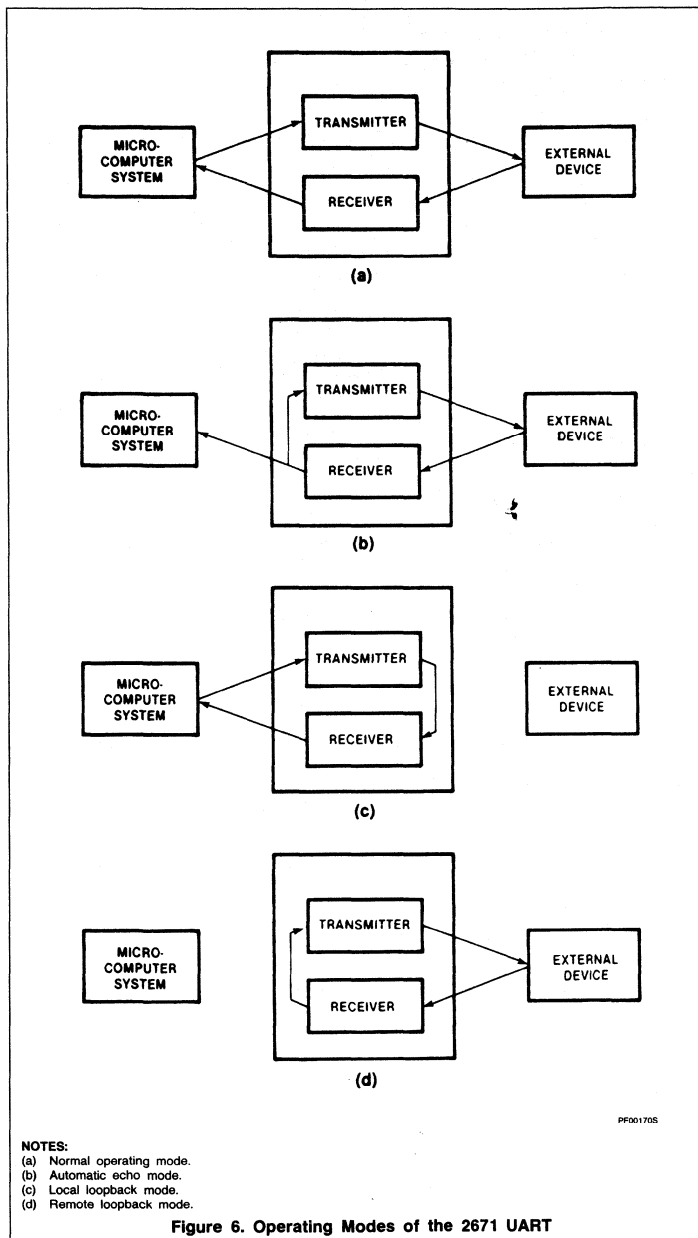 TRANSMITTER
MICRO-
COMPUTER
SYSTEM
EXTERNAL
DEVICE
RECEIVER
(a)
TRANSMITTER
MICRO-
COMPUTER
SYSTEM
EXTERNAL
DEVICE
RECEIVER
(b)
TRANSMITTER
MICRO-
COMPUTER
SYSTEM
EXTERNAL
DEVICE
RECEIVER
(c)
TRANSMITTER
MICRO-
COMPUTER
SYSTEM
EXTERNAL
DEVICE
RECEIVER
(d)
PF00170S
NOTES:
(a) Normal operating mode.
(b) Automatic echo mode.
(c) Local loopback mode.
(d) Remote loopback mode.
Figure 6. Operating Modes of the 2671 UART